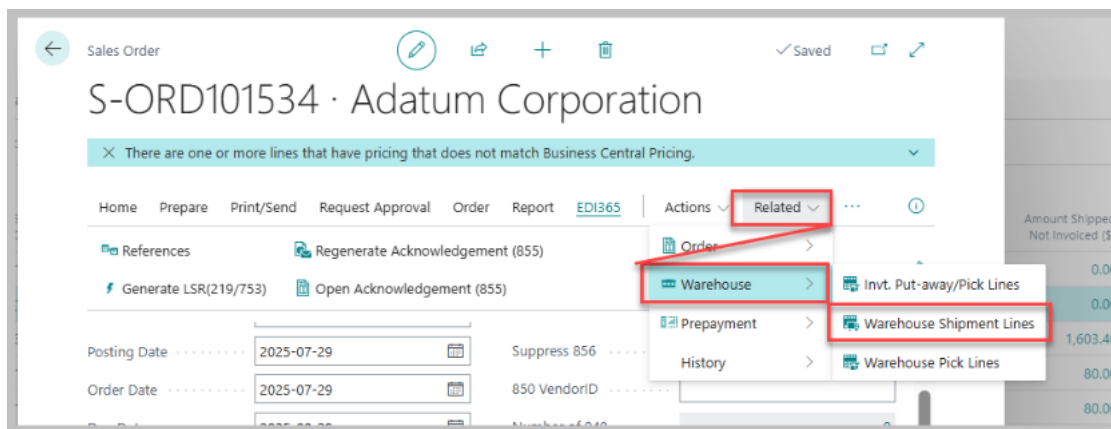 Sales Order
Saved
S-ORD101534 · Adatum Corporation
There are one or more lines that have pricing that does not match Business Central Pricing.
Home Prepare Print/Send Request Approval Order Report EDI365 Actions Related ...
References
Regenerate Acknowledgement (855)
Generate LSR(219/753)
Open Acknowledgement (855)
Order
Warehouse
Prepayment
History
Invt. Put-away/Pick Lines
Warehouse Shipment Lines
Warehouse Pick Lines
Posting Date 2025-07-29
Suppress 856
Order Date 2025-07-29
850 VendorID
Amount Shipped
Not Invoiced ($
0.00
0.00
1,603.40
80.00
80.00